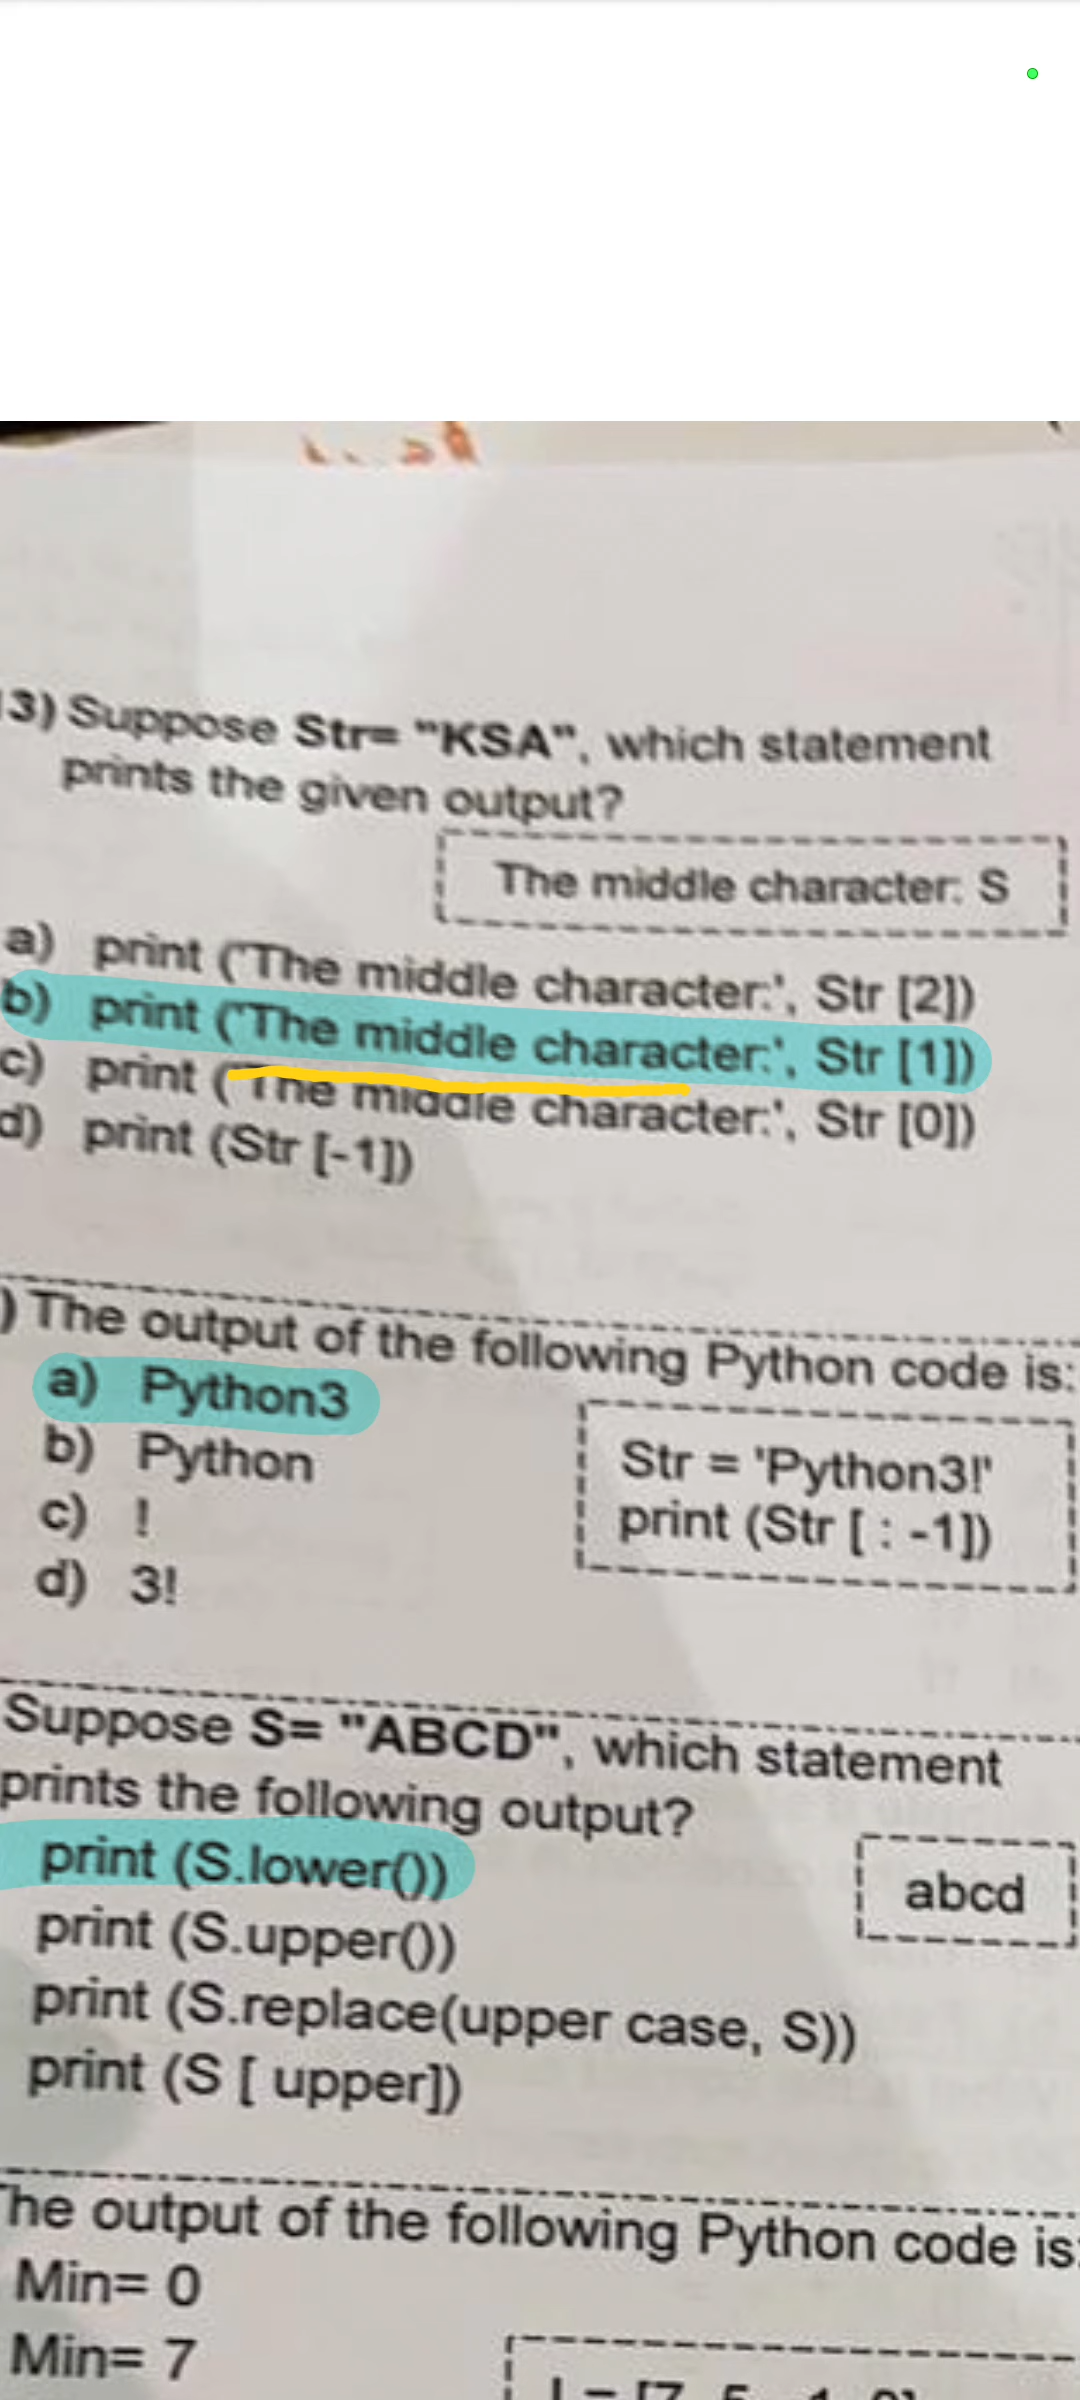 3) Suppose Str= "KSA", which statement
prints the given output?
The middle character: S
a) print ('The middle character:', Str [2])
b) print ('The middle character:', Str [1])
c) print ('The middle character:', Str [0])
d) print (Str [-1])
) The output of the following Python code is:
a) Python3
b) Python
c) !
d) 3!
Str = 'Python3!'
print (Str [ : -1])
Suppose S= "ABCD", which statement
prints the following output?
print (S.lower())
print (S.upper())
print (S.replace(upper case, S))
print (S [ upper])
abcd
he output of the following Python code is:
Min= 0
Min= 7